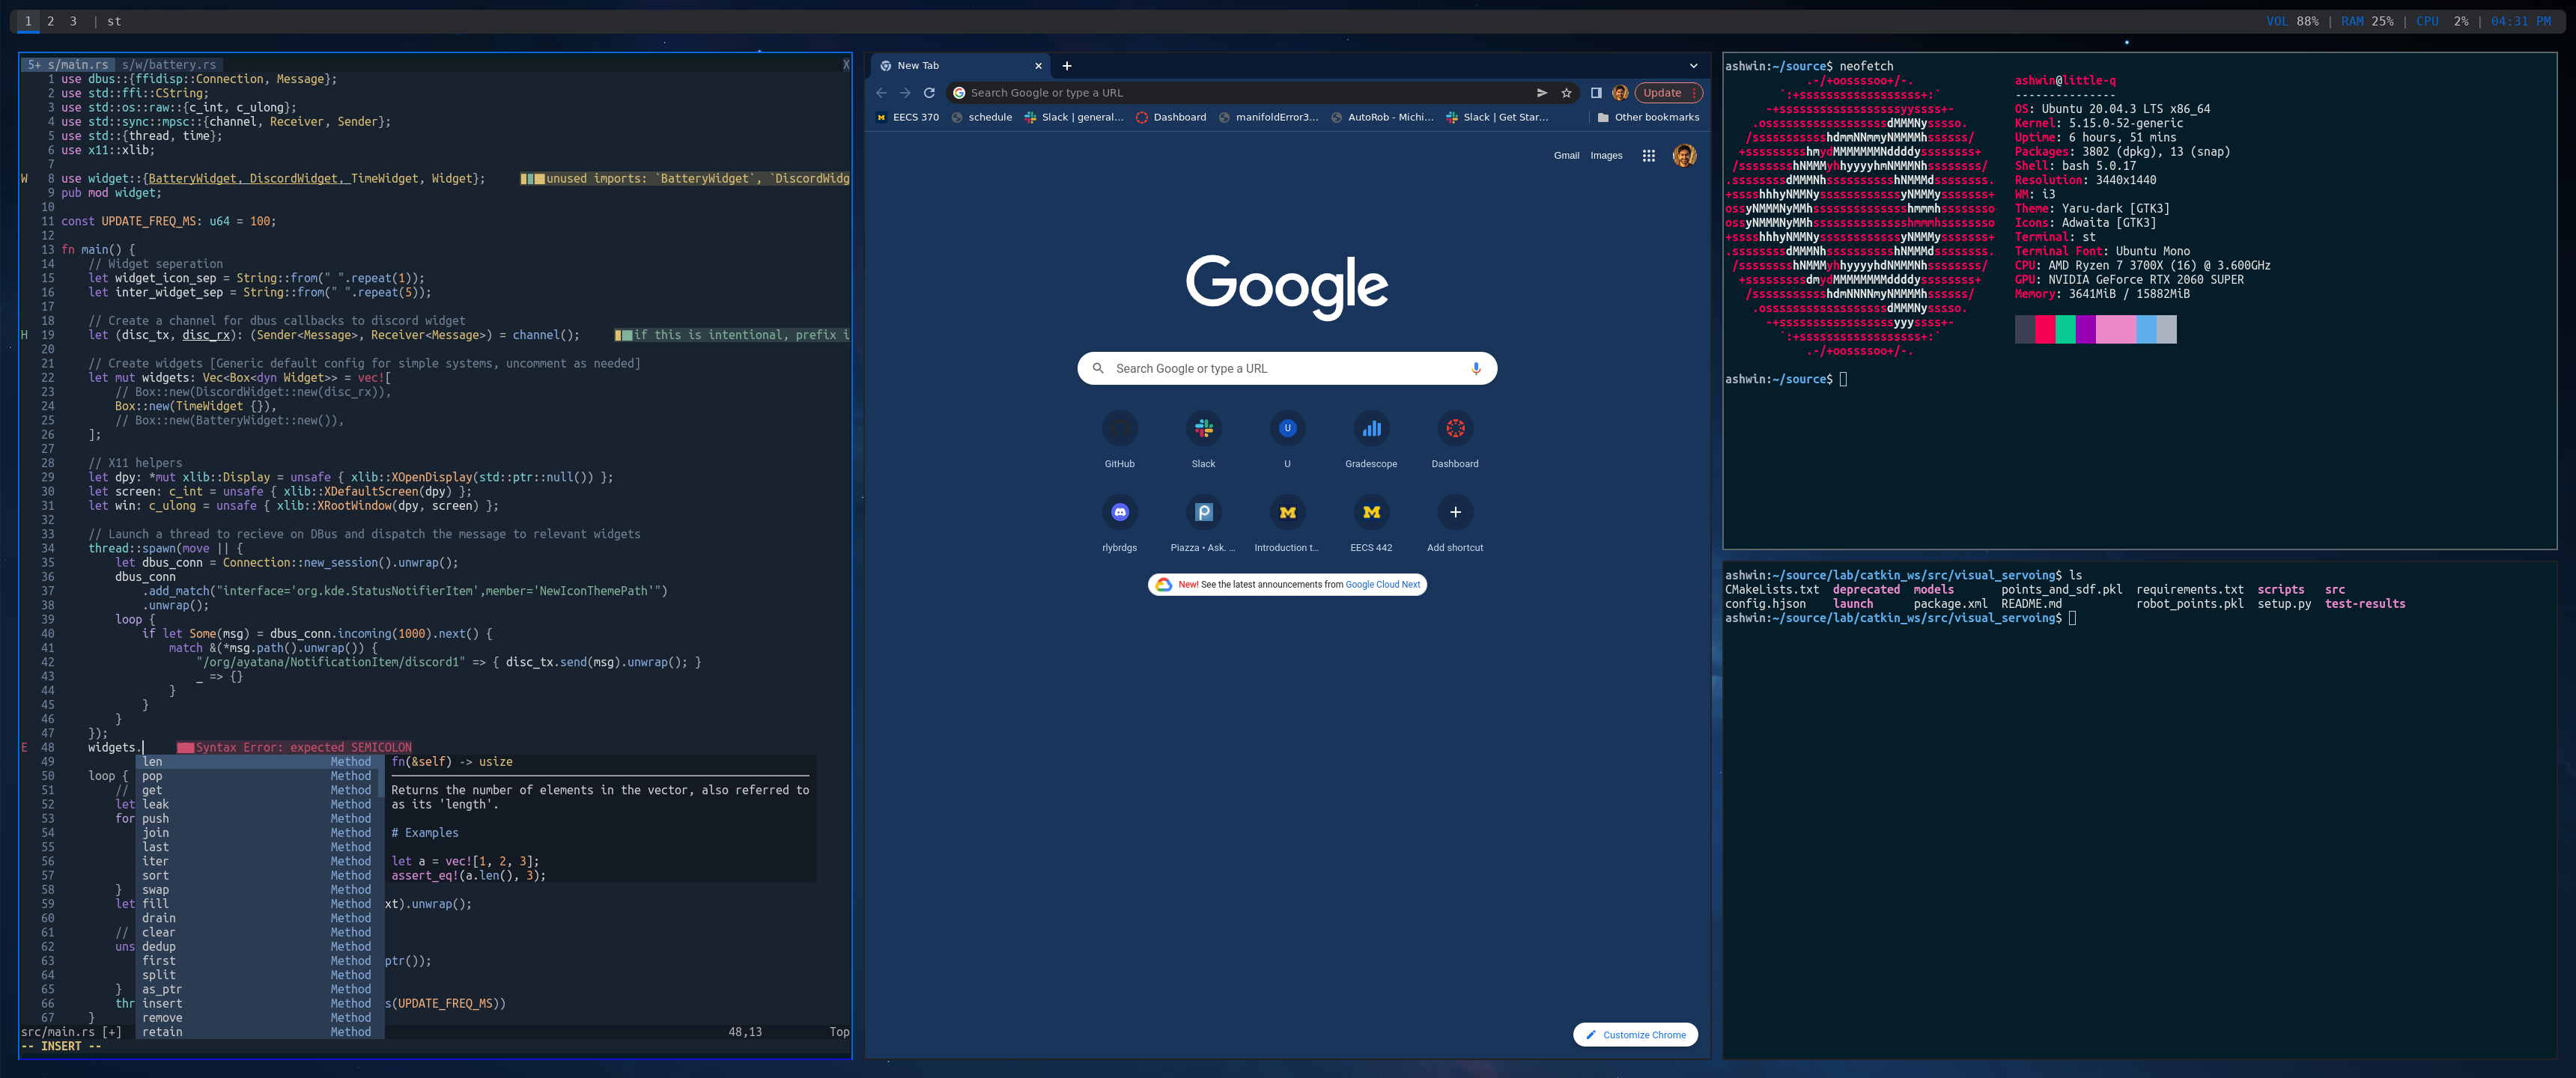 1 2 3 | st
VOL 88% | RAM 25% | CPU 2% | 04:31 PM
5+ s/main.rs s/w/battery.rs X
1 use dbus::{ffidisp::Connection, Message};
2 use std::ffi::CString;
3 use std::os::raw::{c_int, c_ulong};
4 use std::sync::mpsc::{channel, Receiver, Sender};
5 use std::{thread, time};
6 use x11::xlib;
7
W 8 use widget::{BatteryWidget, DiscordWidget, TimeWidget, Widget}; unused imports: `BatteryWidget`, `DiscordWidg
9 pub mod widget;
10
11 const UPDATE_FREQ_MS: u64 = 100;
12
13 fn main() {
14 // Widget seperation
15 let widget_icon_sep = String::from(" ".repeat(1));
16 let inter_widget_sep = String::from(" ".repeat(5));
17
18 // Create a channel for dbus callbacks to discord widget
H 19 let (disc_tx, disc_rx): (Sender<Message>, Receiver<Message>) = channel(); if this is intentional, prefix i
20
21 // Create widgets [Generic default config for simple systems, uncomment as needed]
22 let mut widgets: Vec<Box<dyn Widget>> = vec![
23 // Box::new(DiscordWidget::new(disc_rx)),
24 Box::new(TimeWidget {}),
25 // Box::new(BatteryWidget::new()),
26 ];
27
28 // X11 helpers
29 let dpy: *mut xlib::Display = unsafe { xlib::XOpenDisplay(std::ptr::null()) };
30 let screen: c_int = unsafe { xlib::XDefaultScreen(dpy) };
31 let win: c_ulong = unsafe { xlib::XRootWindow(dpy, screen) };
32
33 // Launch a thread to recieve on DBus and dispatch the message to relevant widgets
34 thread::spawn(move || {
35 let dbus_conn = Connection::new_session().unwrap();
36 dbus_conn
37 .add_match("interface='org.kde.StatusNotifierItem',member='NewIconThemePath'")
38 .unwrap();
39 loop {
40 if let Some(msg) = dbus_conn.incoming(1000).next() {
41 match &(*msg.path().unwrap()) {
42 "/org/ayatana/NotificationItem/discord1" => { disc_tx.send(msg).unwrap(); }
43 _ => {}
44 }
45 }
46 }
47 });
E 48 widgets. Syntax Error: expected SEMICOLON
49 len Method fn(&self) -> usize
50 loop { pop Method
51 // get Method Returns the number of elements in the vector, also referred to
52 let leak Method as its 'length'.
53 for push Method
54 join Method # Examples
55 last Method
56 iter Method let a = vec![1, 2, 3];
57 sort Method assert_eq!(a.len(), 3);
58 } swap Method
59 let fill Method xt).unwrap();
60 drain Method
61 // clear Method
62 uns dedup Method
63 first Method ptr());
64 split Method
65 } as_ptr Method
66 thr insert Method s(UPDATE_FREQ_MS))
67 } remove Method
src/main.rs [+] retain Method 48,13 Top
-- INSERT --
New Tab
Search Google or type a URL
Update
EECS 370 schedule Slack | general... Dashboard manifoldError3... AutoRob - Michi... Slack | Get Star... Other bookmarks
Gmail Images
Google
Search Google or type a URL
U
GitHub Slack U Gradescope Dashboard
rlybrdgs Piazza • Ask. ... Introduction t... EECS 442 Add shortcut
New! See the latest announcements from Google Cloud Next
Customize Chrome
ashwin:~/source$ neofetch
.-/+oossssoo+/-. ashwin@little-q
`:+ssssssssssssssssss+:` ---------------
-+ssssssssssssssssssyyssss+- OS: Ubuntu 20.04.3 LTS x86_64
.ossssssssssssssssssdMMMNysssso. Kernel: 5.15.0-52-generic
/ssssssssssshdmmNNmmyNMMMMhssssss/ Uptime: 6 hours, 51 mins
+ssssssssshmydMMMMMMMNddddyssssssss+ Packages: 3802 (dpkg), 13 (snap)
/sssssssshNMMMyhhyyyyhmNMMMNhssssssss/ Shell: bash 5.0.17
.ssssssssdMMMNhsssssssssshNMMMdssssssss. Resolution: 3440x1440
+sssshhhyNMMNyssssssssssssyNMMMysssssss+ WM: i3
ossyNMMMNyMMhsssssssssssssshmmmhssssssso Theme: Yaru-dark [GTK3]
ossyNMMMNyMMhsssssssssssssshmmmhssssssso Icons: Adwaita [GTK3]
+sssshhhyNMMNyssssssssssssyNMMMysssssss+ Terminal: st
.ssssssssdMMMNhsssssssssshNMMMdssssssss. Terminal Font: Ubuntu Mono
/sssssssshNMMMyhhyyyyhdNMMMNhssssssss/ CPU: AMD Ryzen 7 3700X (16) @ 3.600GHz
+sssssssssdmydMMMMMMMMddddyssssssss+ GPU: NVIDIA GeForce RTX 2060 SUPER
/ssssssssssshdmNNNNmyNMMMMhssssss/ Memory: 3641MiB / 15882MiB
.ossssssssssssssssssdMMMNysssso.
-+sssssssssssssssssyyyssss+-
`:+ssssssssssssssssss+:`
.-/+oossssoo+/-.
ashwin:~/source$
ashwin:~/source/lab/catkin_ws/src/visual_servoing$ ls
CMakeLists.txt deprecated models points_and_sdf.pkl requirements.txt scripts src
config.hjson launch package.xml README.md robot_points.pkl setup.py test-results
ashwin:~/source/lab/catkin_ws/src/visual_servoing$